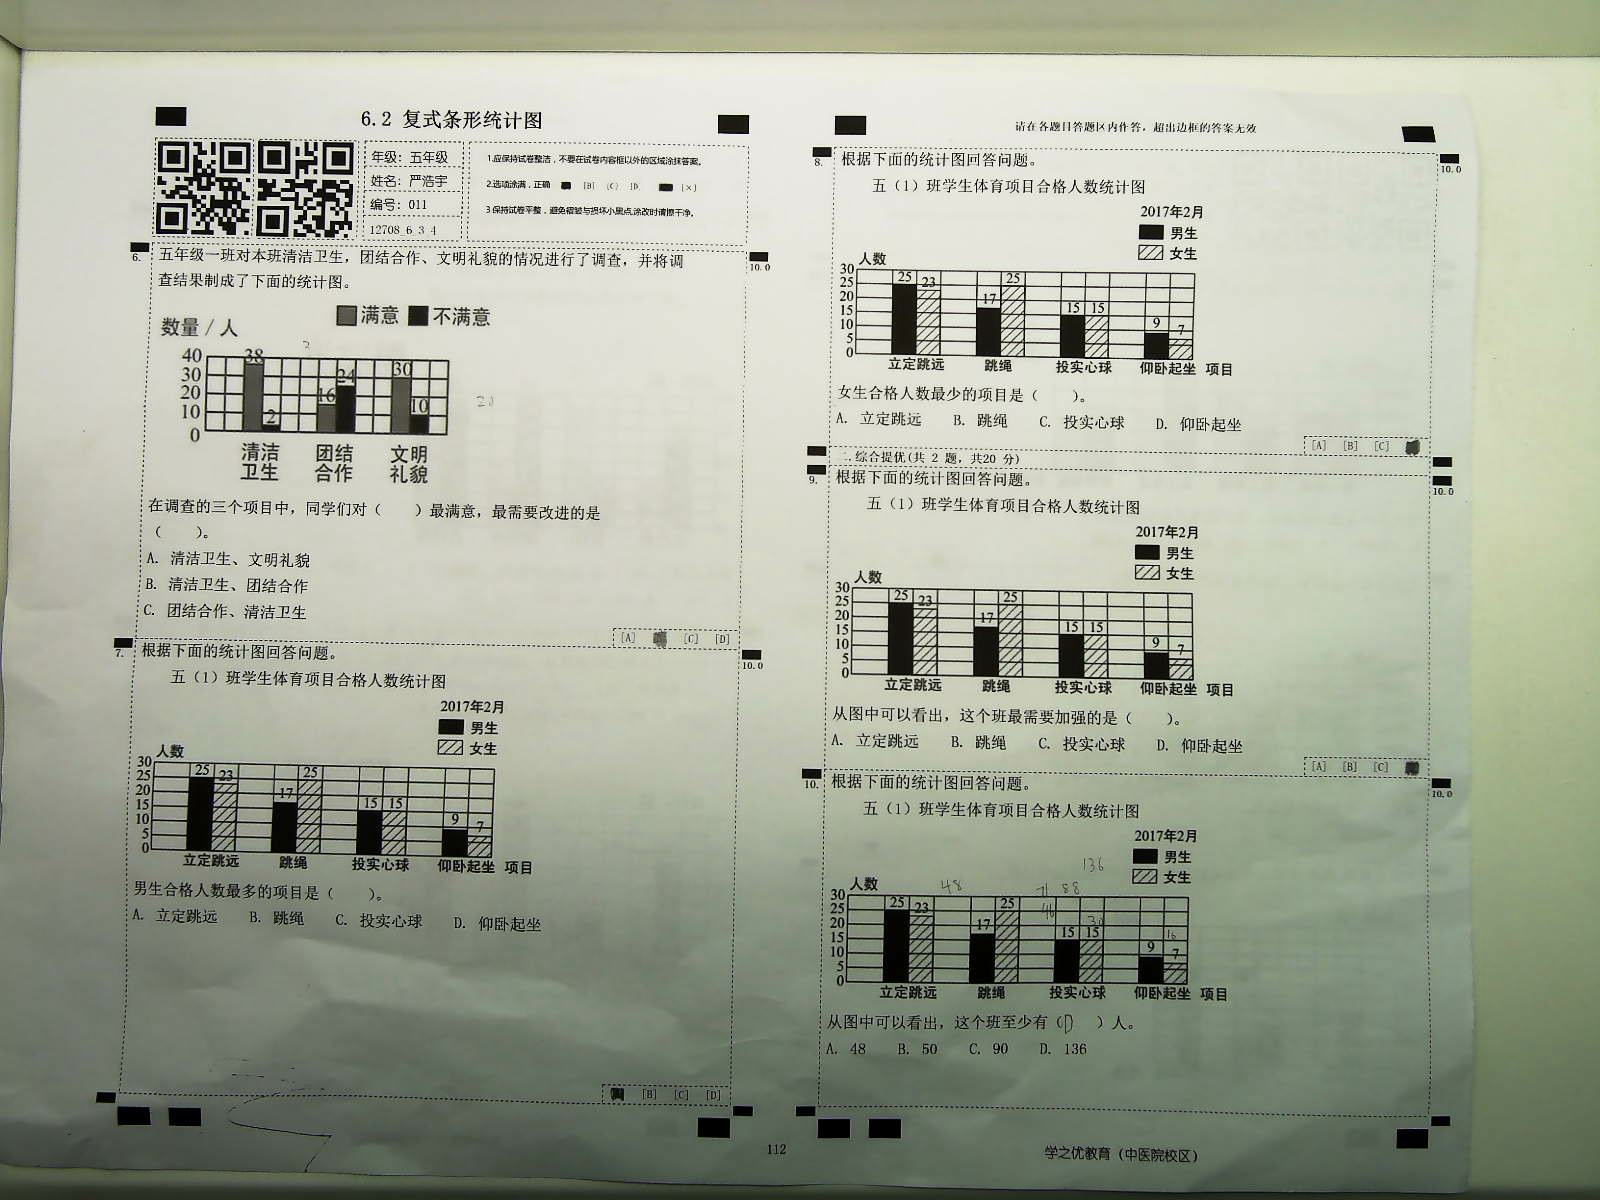 6.2 复式条形统计图
年级: 五年级
姓名: 严浩宇
编号: 011
12708_6_3_4
1.应保持试卷整洁，不要在试卷内容框以外的区域涂抹答案。
2.选项涂满，正确 [B] [C] [D] [×]
3.保持试卷平整，避免褶皱与损坏小黑点,涂改时请擦干净。
6.
10.0
五年级一班对本班清洁卫生，团结合作、文明礼貌的情况进行了调查，并将调
查结果制成了下面的统计图。
满意 不满意
数量 / 人
3
40
30
20
10
0
38 2 16 24 30 10
20
清洁 团结 文明
卫生 合作 礼貌
在调查的三个项目中，同学们对（ ）最满意，最需要改进的是
（ ）。
A. 清洁卫生、文明礼貌
B. 清洁卫生、团结合作
C. 团结合作、清洁卫生
[A] [C] [D]
7.
10.0
根据下面的统计图回答问题。
五（1）班学生体育项目合格人数统计图
2017年2月
男生
女生
人数
30
25
20
15
10
5
0
25 23 17 25 15 15 9 7
立定跳远 跳绳 投实心球 仰卧起坐 项目
男生合格人数最多的项目是（ ）。
A. 立定跳远 B. 跳绳 C. 投实心球 D. 仰卧起坐
[B] [C] [D]
112
请在各题目答题区内作答，超出边框的答案无效
8.
10.0
根据下面的统计图回答问题。
五（1）班学生体育项目合格人数统计图
2017年2月
男生
女生
人数
30
25
20
15
10
5
0
25 23 17 25 15 15 9 7
立定跳远 跳绳 投实心球 仰卧起坐 项目
女生合格人数最少的项目是（ ）。
A. 立定跳远 B. 跳绳 C. 投实心球 D. 仰卧起坐
[A] [B] [C]
二.综合提优(共 2 题，共20 分)
9.
10.0
根据下面的统计图回答问题。
五（1）班学生体育项目合格人数统计图
2017年2月
男生
女生
人数
30
25
20
15
10
5
0
25 23 17 25 15 15 9 7
立定跳远 跳绳 投实心球 仰卧起坐 项目
从图中可以看出，这个班最需要加强的是（ ）。
A. 立定跳远 B. 跳绳 C. 投实心球 D. 仰卧起坐
[A] [B] [C]
10.
10.0
根据下面的统计图回答问题。
五（1）班学生体育项目合格人数统计图
2017年2月
男生
女生
136
人数
48 71 88
46
30
16
30
25
20
15
10
5
0
25 23 17 25 15 15 9 7
立定跳远 跳绳 投实心球 仰卧起坐 项目
从图中可以看出，这个班至少有（D ）人。
A. 48 B. 50 C. 90 D. 136
学之优教育（中医院校区）